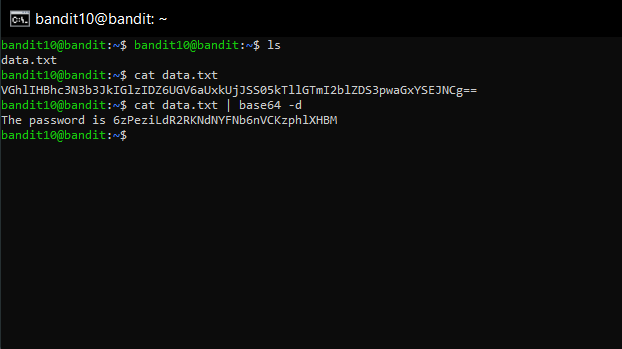 bandit10@bandit: ~
bandit10@bandit:~$ bandit10@bandit:~$ ls
data.txt
bandit10@bandit:~$ cat data.txt
VGhlIHBhc3N3b3JkIGlzIDZ6UGV6aUxkUjJSS05kTllGTmI2blZDS3pwaGxYSEJNCg==
bandit10@bandit:~$ cat data.txt | base64 -d
The password is 6zPeziLdR2RKNdNYFNb6nVCKzphlXHBM
bandit10@bandit:~$